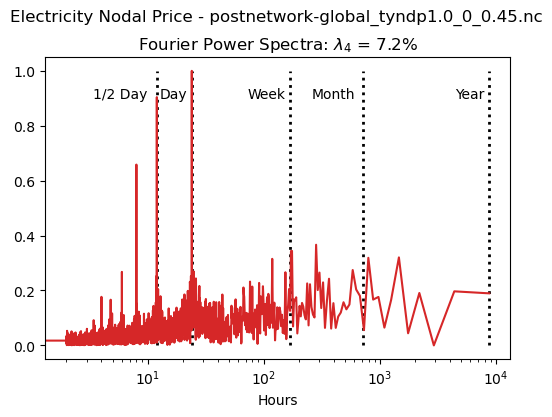 Electricity Nodal Price - postnetwork-global_tyndp1.0_0_0.45.nc
Fourier Power Spectra: λ₄ = 7.2%
1/2 Day Day Week Month Year
1.0
0.8
0.6
0.4
0.2
0.0
10¹ 10² 10³ 10⁴
Hours